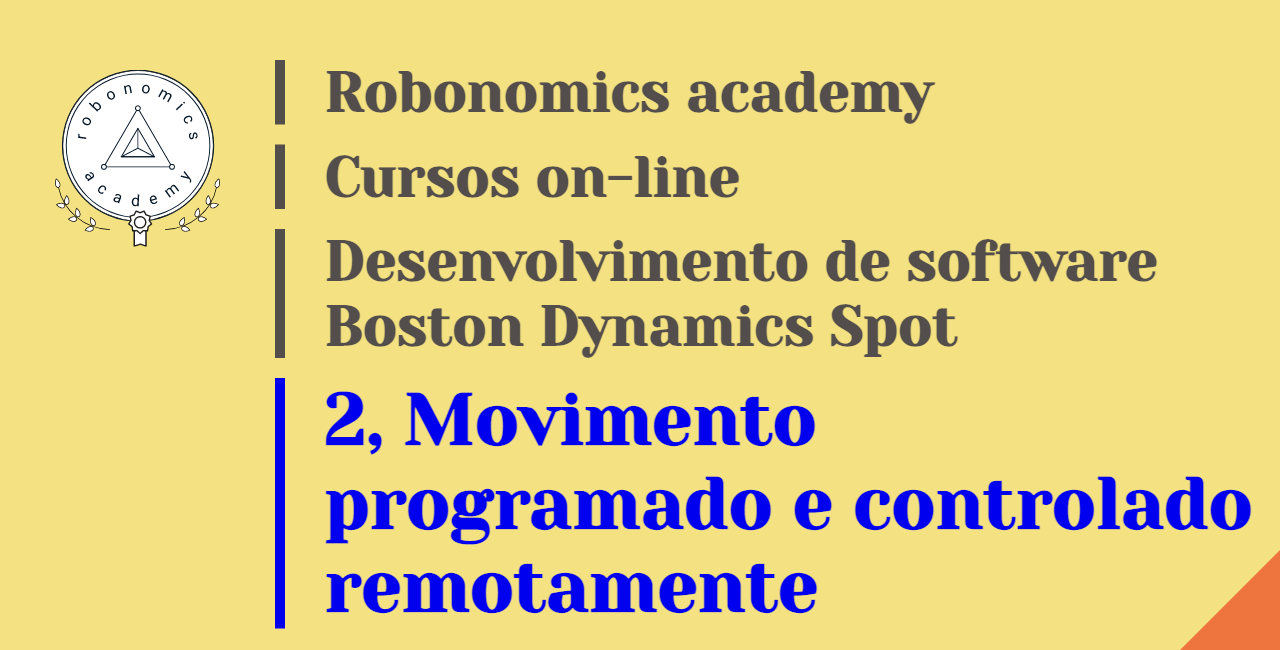 robonomics
academy
Robonomics academy
Cursos on-line
Desenvolvimento de software
Boston Dynamics Spot
2, Movimento
programado e controlado
remotamente